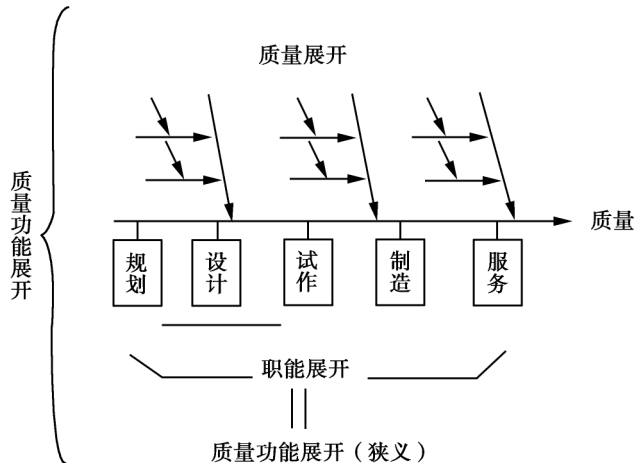 质量功能展开
质量展开
质量
规划
设计
试作
制造
服务
职能展开
质量功能展开(狭义)